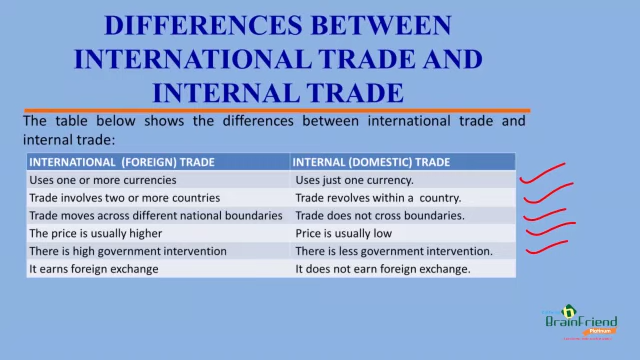 DIFFERENCES BETWEEN
INTERNATIONAL TRADE AND
INTERNAL TRADE
The table below shows the differences between international trade and
internal trade:
INTERNATIONAL (FOREIGN) TRADE INTERNAL (DOMESTIC) TRADE
Uses one or more currencies Uses just one currency.
Trade involves two or more countries Trade revolves within a country.
Trade moves across different national boundaries Trade does not cross boundaries.
The price is usually higher Price is usually low
There is high government intervention There is less government intervention.
It earns foreign exchange It does not earn foreign exchange.
BrainFriend
Platinum